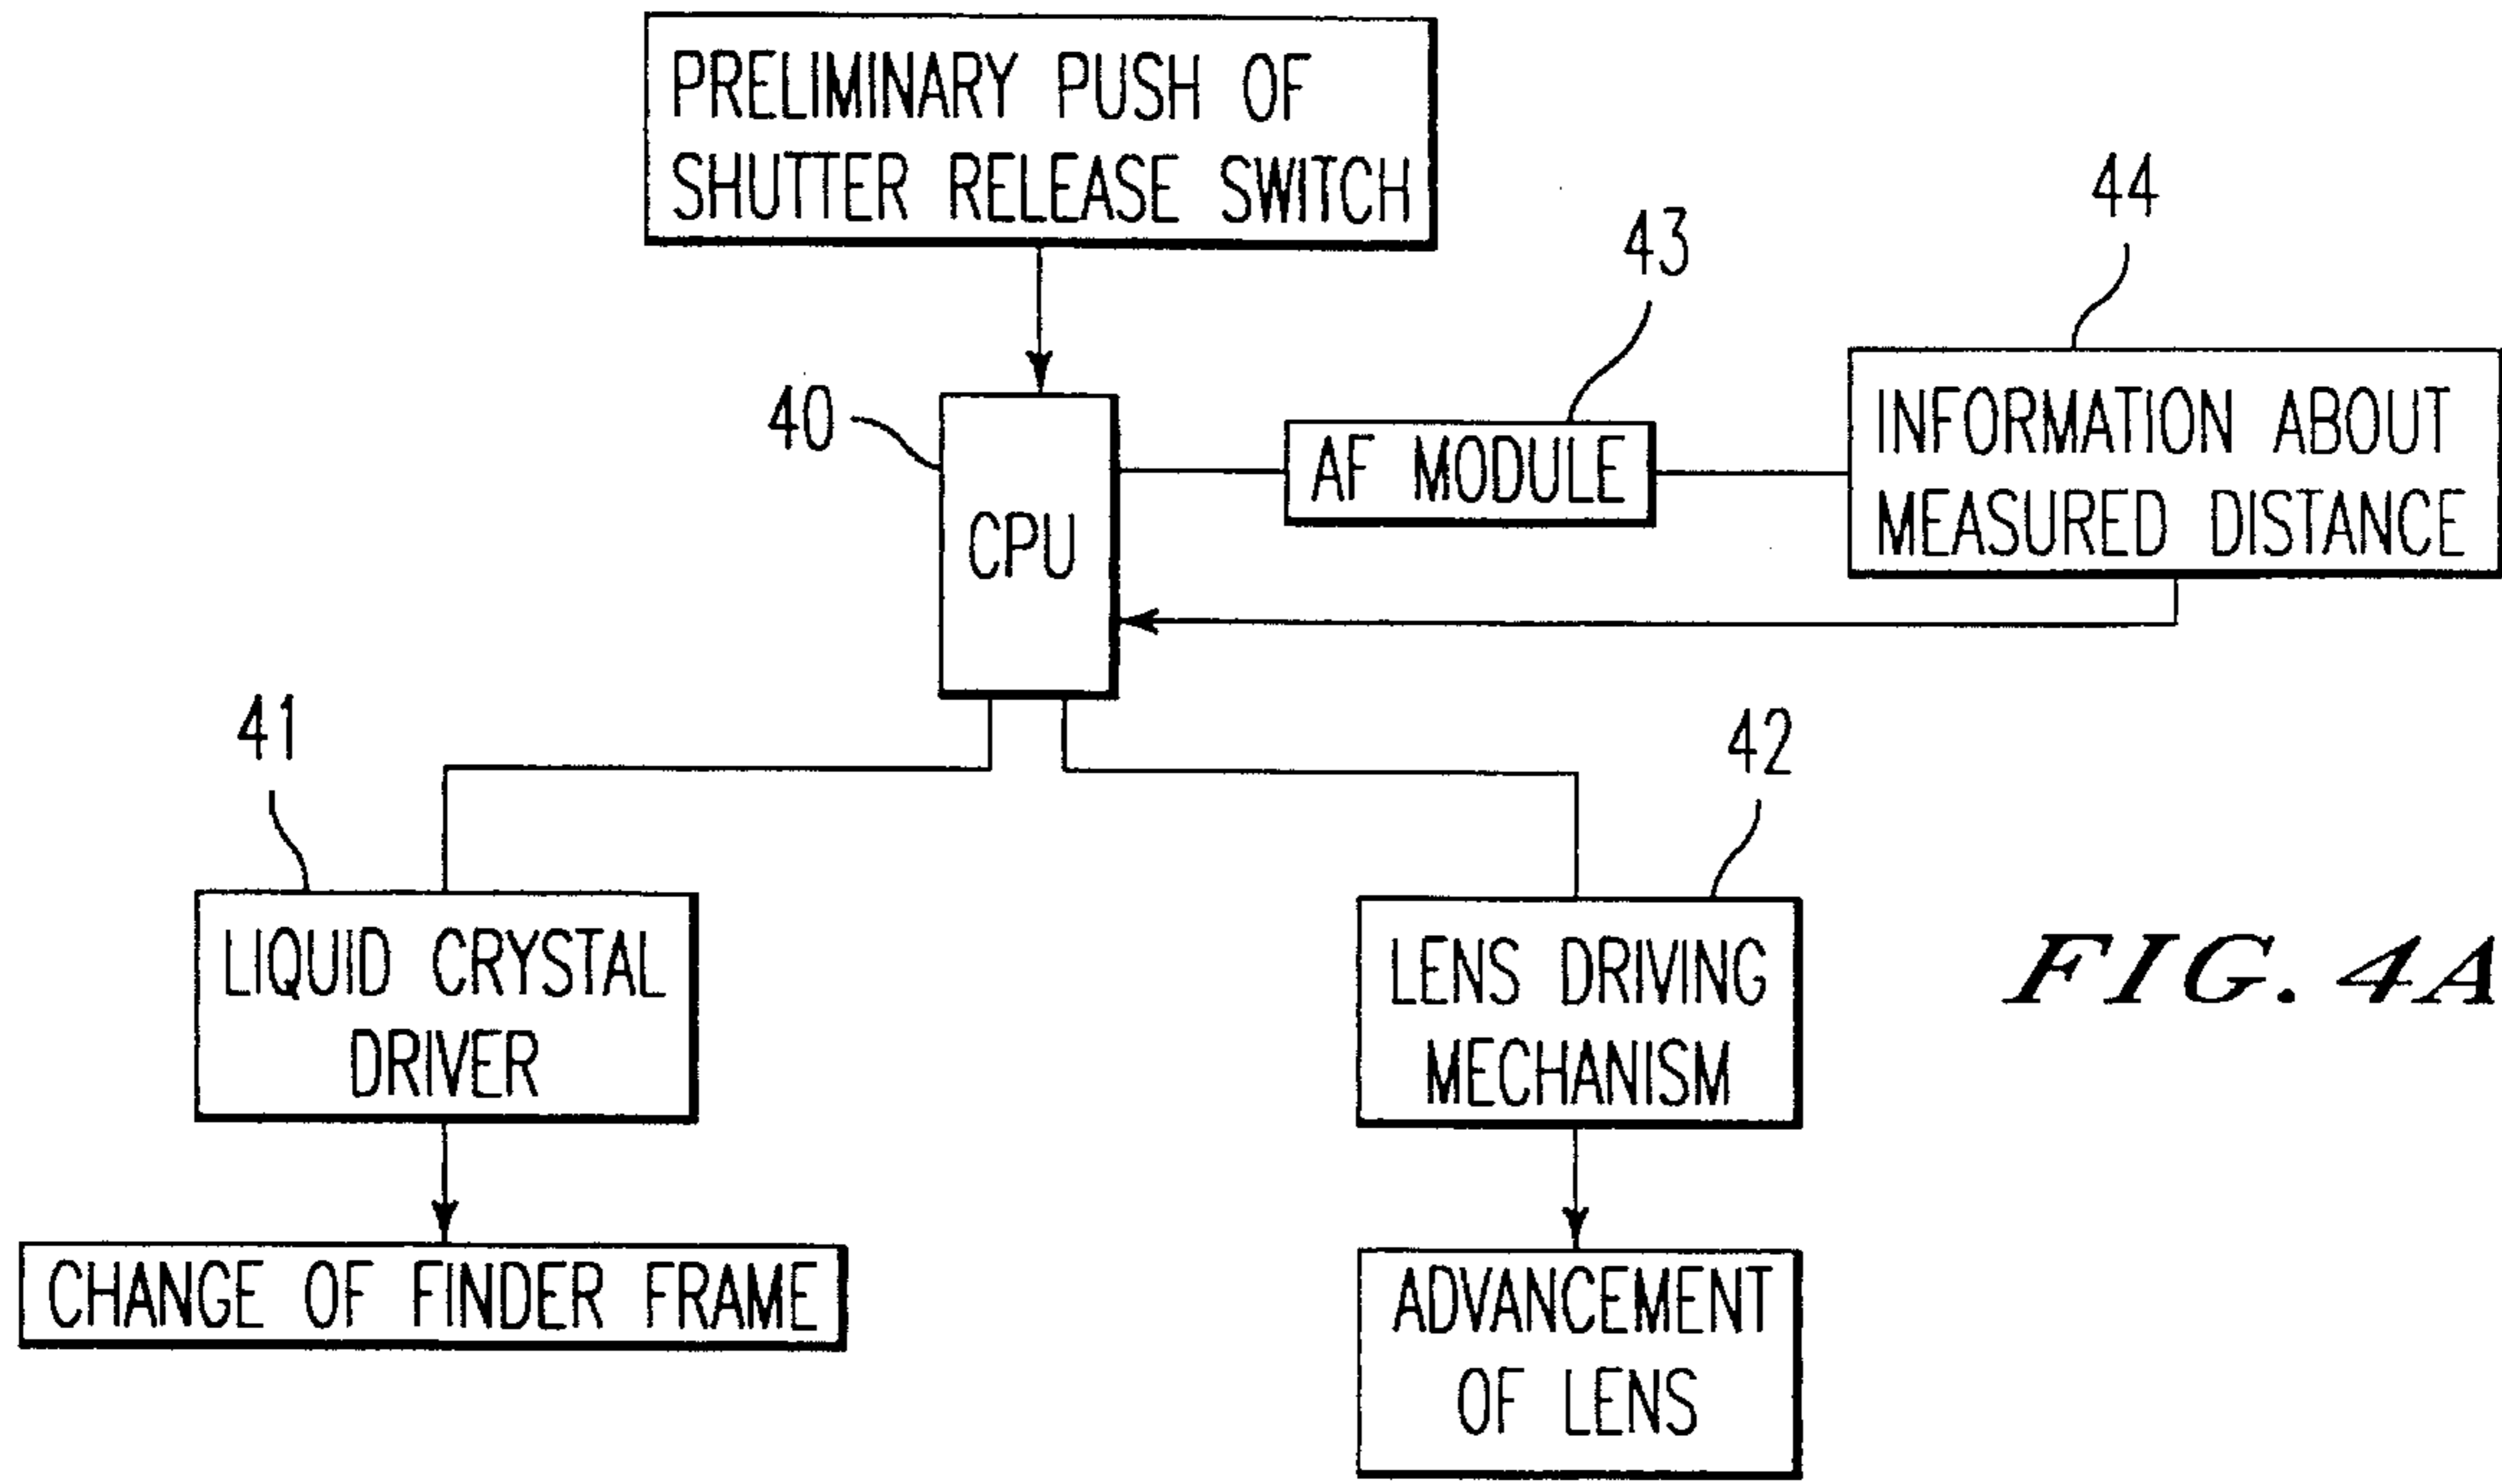 PRELIMINARY PUSH OF
SHUTTER RELEASE SWITCH
44
43
40
CPU
AF MODULE
INFORMATION ABOUT
MEASURED DISTANCE
41
42
LIQUID CRYSTAL
DRIVER
LENS DRIVING
MECHANISM
FIG. 4A
CHANGE OF FINDER FRAME
ADVANCEMENT
OF LENS